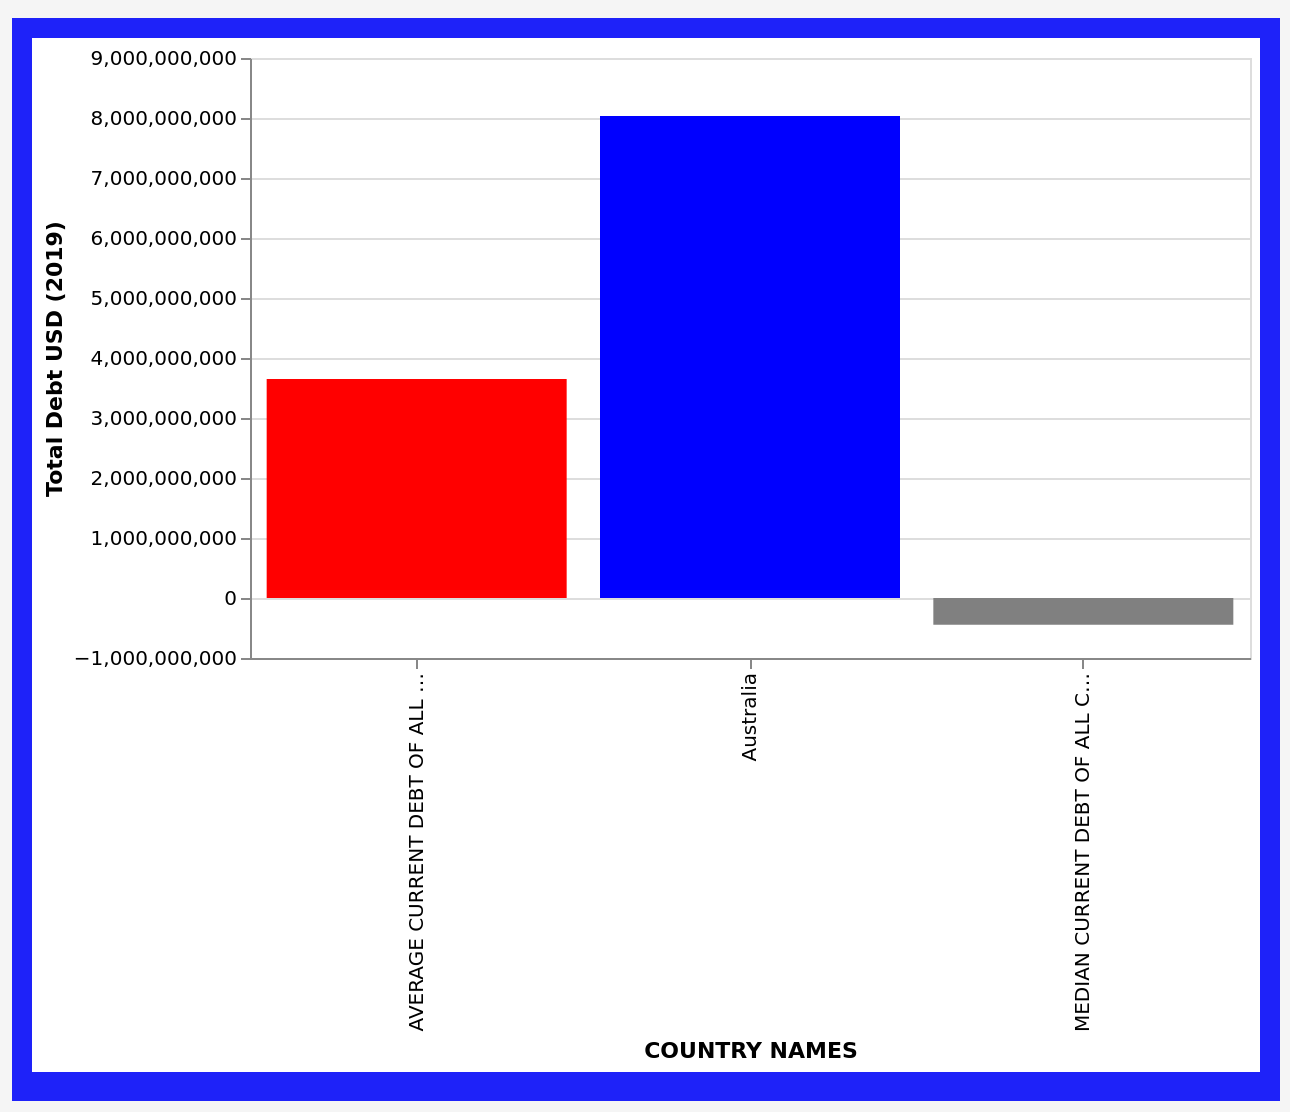 9,000,000,000
8,000,000,000
7,000,000,000
6,000,000,000
5,000,000,000
4,000,000,000
3,000,000,000
2,000,000,000
1,000,000,000
0
−1,000,000,000
Total Debt USD (2019)
AVERAGE CURRENT DEBT OF ALL …
Australia
MEDIAN CURRENT DEBT OF ALL C…
COUNTRY NAMES